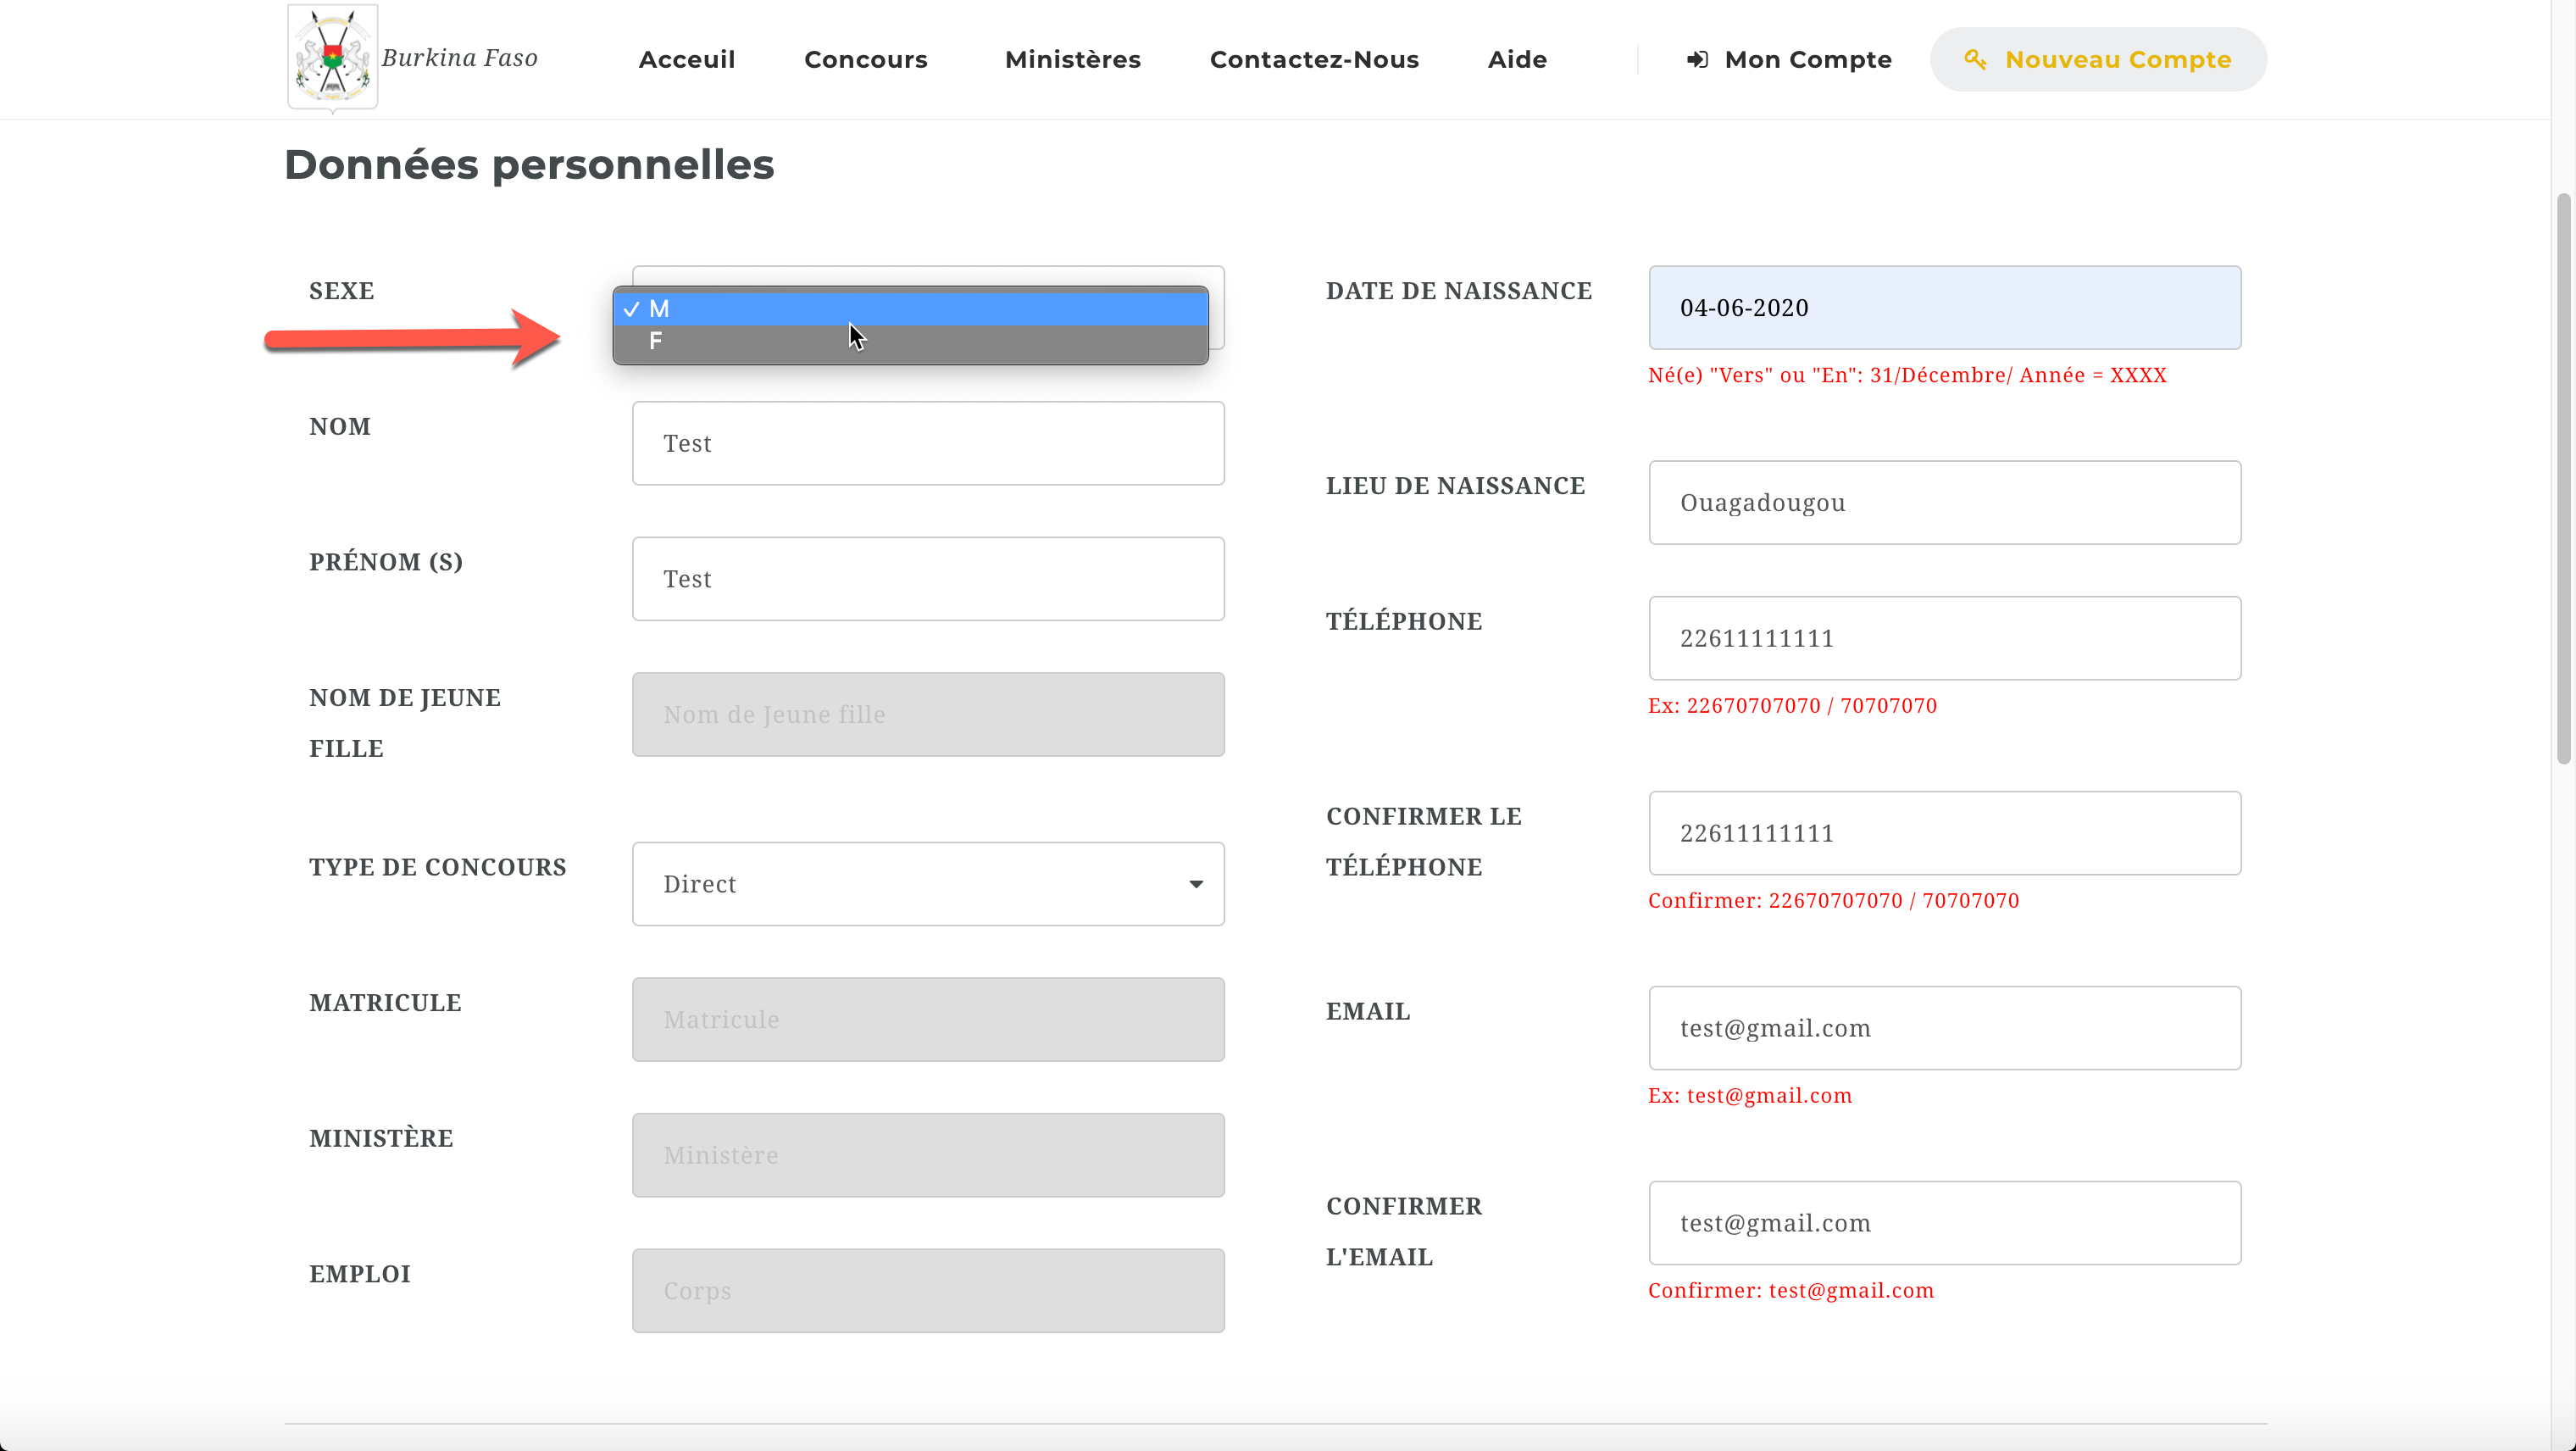 Burkina Faso
Acceuil
Concours
Ministères
Contactez-Nous
Aide
Mon Compte
Nouveau Compte
Données personnelles
SEXE
M
F
NOM
Test
PRÉNOM (S)
Test
NOM DE JEUNE
FILLE
Nom de Jeune fille
TYPE DE CONCOURS
Direct
MATRICULE
Matricule
MINISTÈRE
Ministère
EMPLOI
Corps
DATE DE NAISSANCE
04-06-2020
Né(e) "Vers" ou "En": 31/Décembre/ Année = XXXX
LIEU DE NAISSANCE
Ouagadougou
TÉLÉPHONE
22611111111
Ex: 22670707070 / 70707070
CONFIRMER LE
TÉLÉPHONE
22611111111
Confirmer: 22670707070 / 70707070
EMAIL
test@gmail.com
Ex: test@gmail.com
CONFIRMER
L'EMAIL
test@gmail.com
Confirmer: test@gmail.com